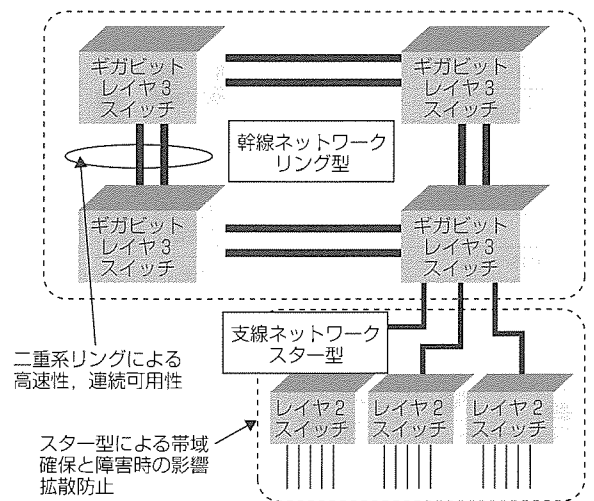 ギガビット
レイヤ3
スイッチ
ギガビット
レイヤ3
スイッチ
幹線ネットワーク
リング型
ギガビット
レイヤ3
スイッチ
ギガビット
レイヤ3
スイッチ
支線ネットワーク
スター型
二重系リングによる
高速性，連続可用性
レイヤ2
スイッチ
レイヤ2
スイッチ
レイヤ2
スイッチ
スター型による帯域
確保と障害時の影響
拡散防止